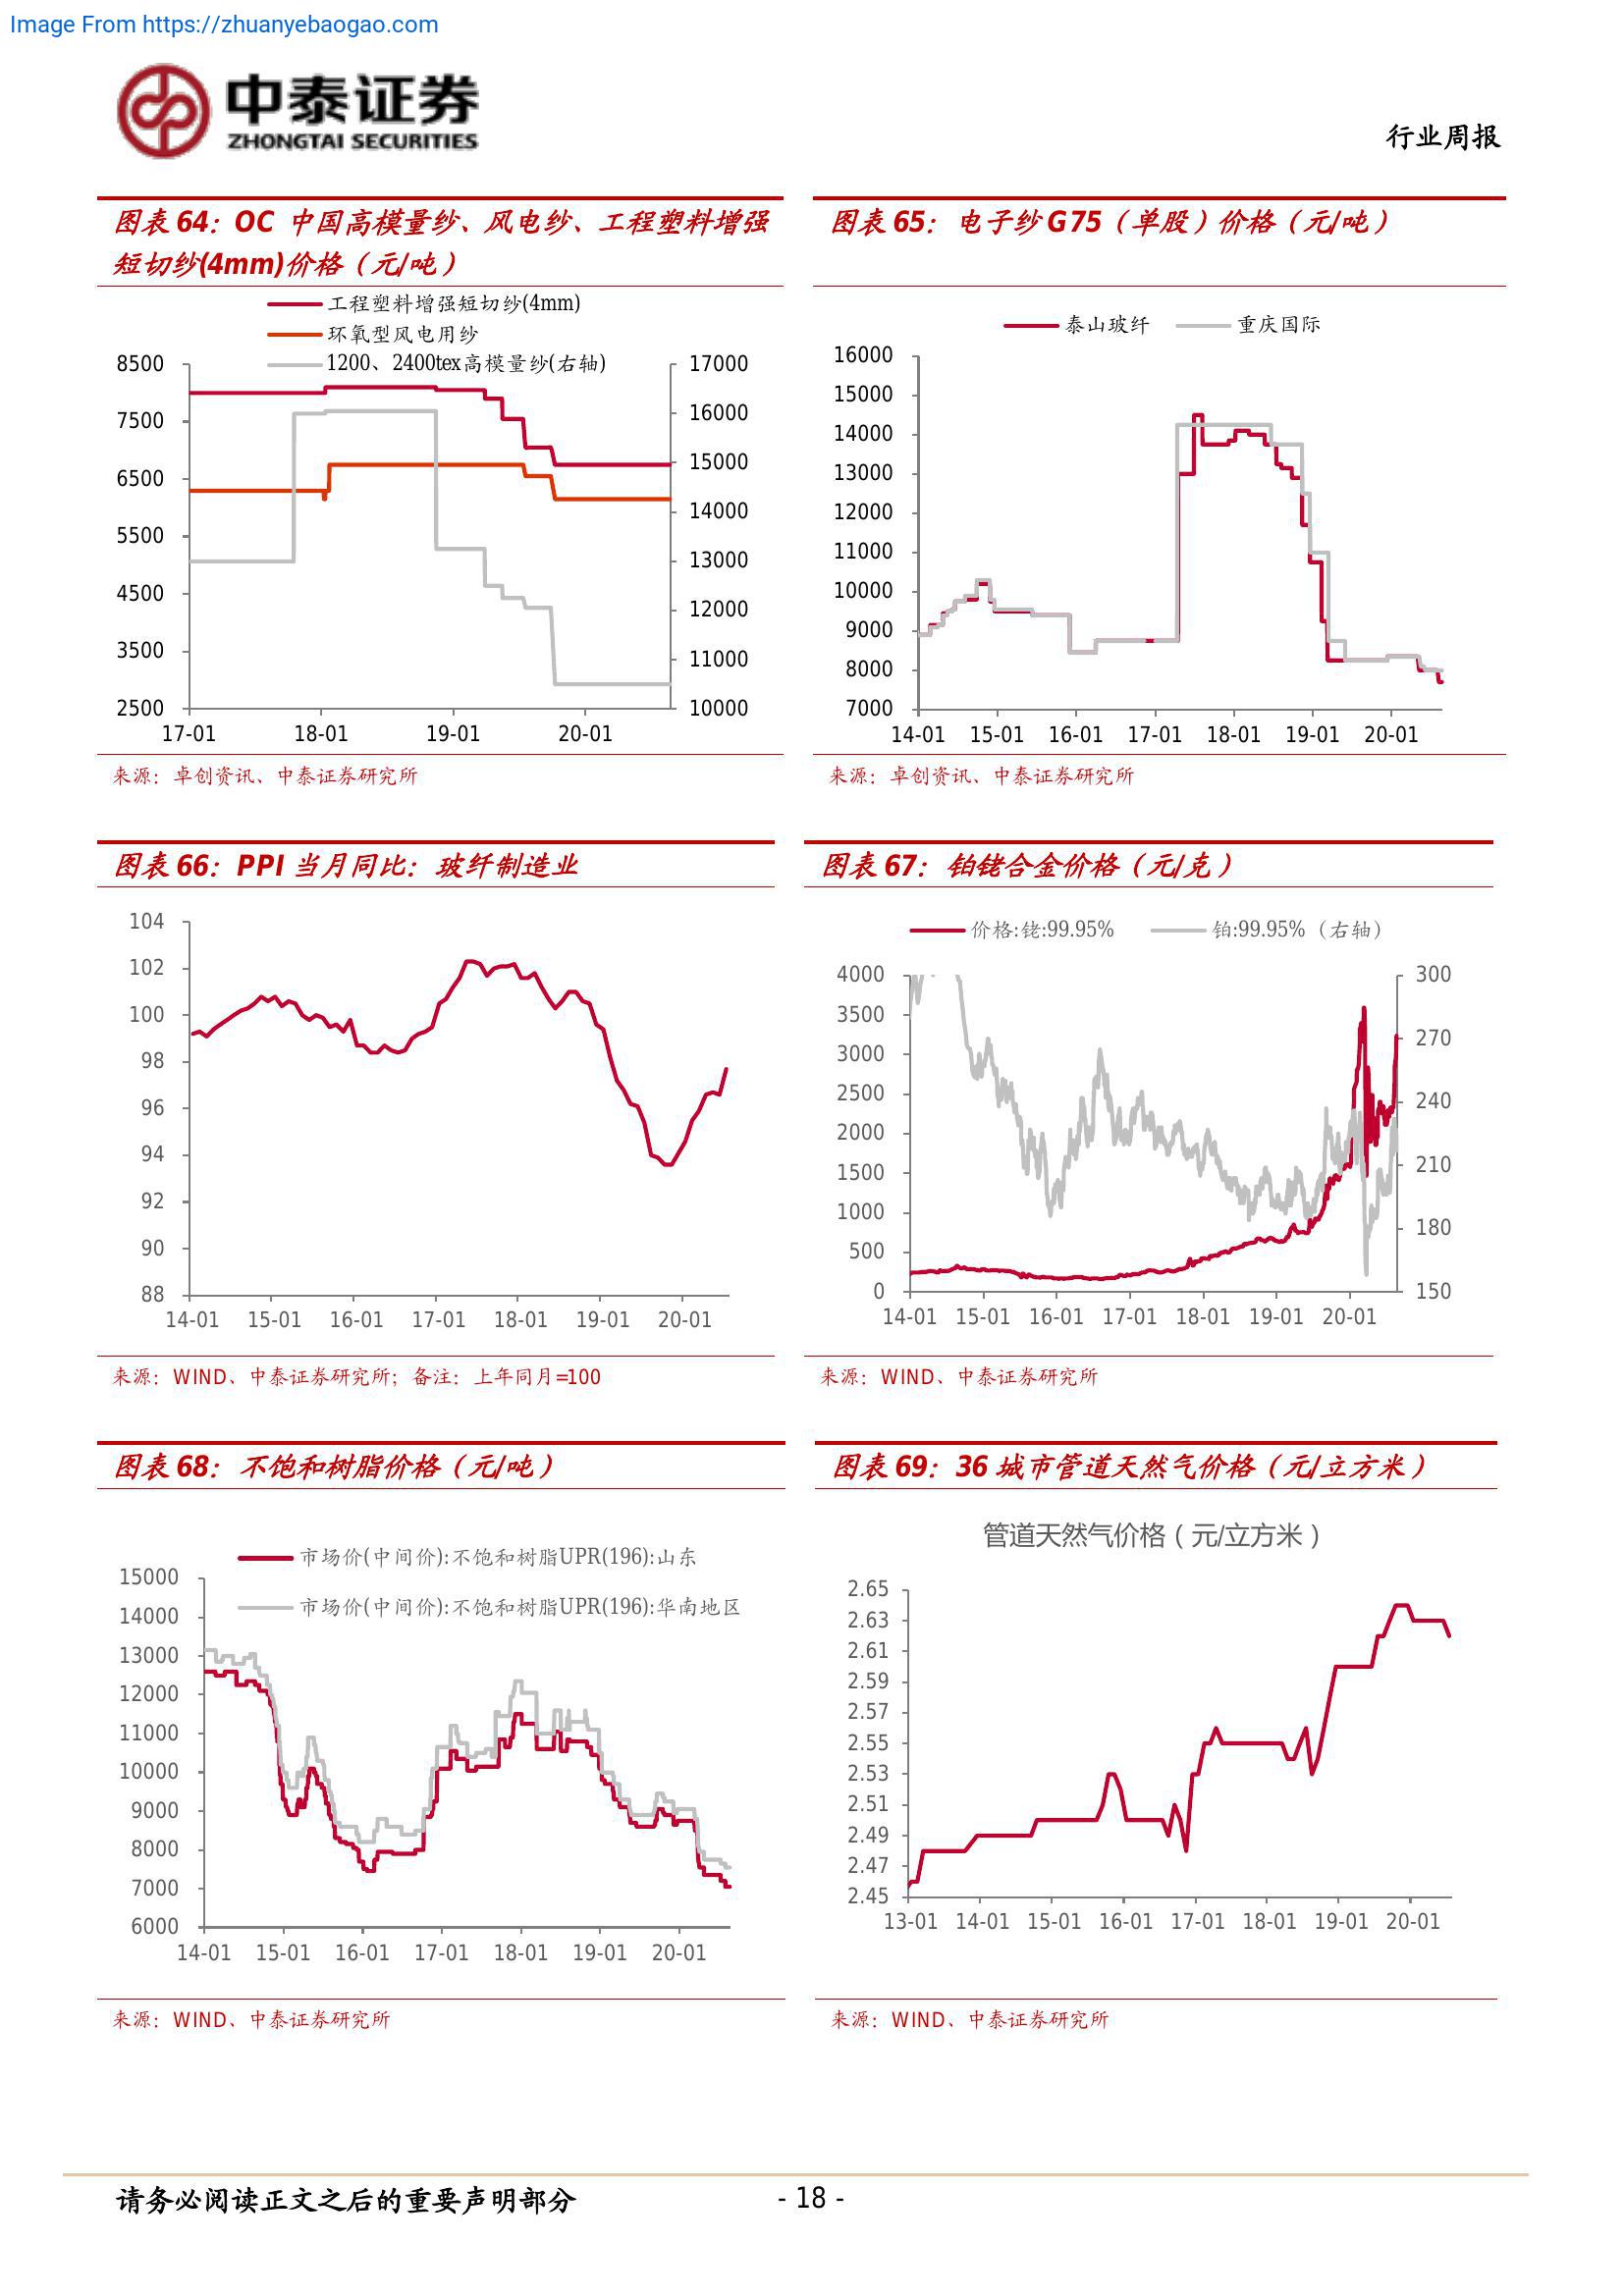 Image From https://zhuanyebaogao.com
中泰证券
ZHONGTAI SECURITIES
行业周报
图表 64：OC 中国高模量纱、风电纱、工程塑料增强
短切纱(4mm)价格（元/吨）
工程塑料增强短切纱(4mm)
环氧型风电用纱
1200、2400tex高模量纱(右轴)
8500
7500
6500
5500
4500
3500
2500
17000
16000
15000
14000
13000
12000
11000
10000
17-01 18-01 19-01 20-01
来源：卓创资讯、中泰证券研究所
图表 65：电子纱 G75（单股）价格（元/吨）
泰山玻纤 重庆国际
16000
15000
14000
13000
12000
11000
10000
9000
8000
7000
14-01 15-01 16-01 17-01 18-01 19-01 20-01
来源：卓创资讯、中泰证券研究所
图表 66：PPI 当月同比：玻纤制造业
104
102
100
98
96
94
92
90
88
14-01 15-01 16-01 17-01 18-01 19-01 20-01
来源：WIND、中泰证券研究所；备注：上年同月=100
图表 67：铂铑合金价格（元/克）
价格:铑:99.95% 铂:99.95%（右轴）
4000
3500
3000
2500
2000
1500
1000
500
0
300
270
240
210
180
150
14-01 15-01 16-01 17-01 18-01 19-01 20-01
来源：WIND、中泰证券研究所
图表 68：不饱和树脂价格（元/吨）
市场价(中间价):不饱和树脂UPR(196):山东
市场价(中间价):不饱和树脂UPR(196):华南地区
15000
14000
13000
12000
11000
10000
9000
8000
7000
6000
14-01 15-01 16-01 17-01 18-01 19-01 20-01
来源：WIND、中泰证券研究所
图表 69：36 城市管道天然气价格（元/立方米）
管道天然气价格（元/立方米）
2.65
2.63
2.61
2.59
2.57
2.55
2.53
2.51
2.49
2.47
2.45
13-01 14-01 15-01 16-01 17-01 18-01 19-01 20-01
来源：WIND、中泰证券研究所
请务必阅读正文之后的重要声明部分
- 18 -